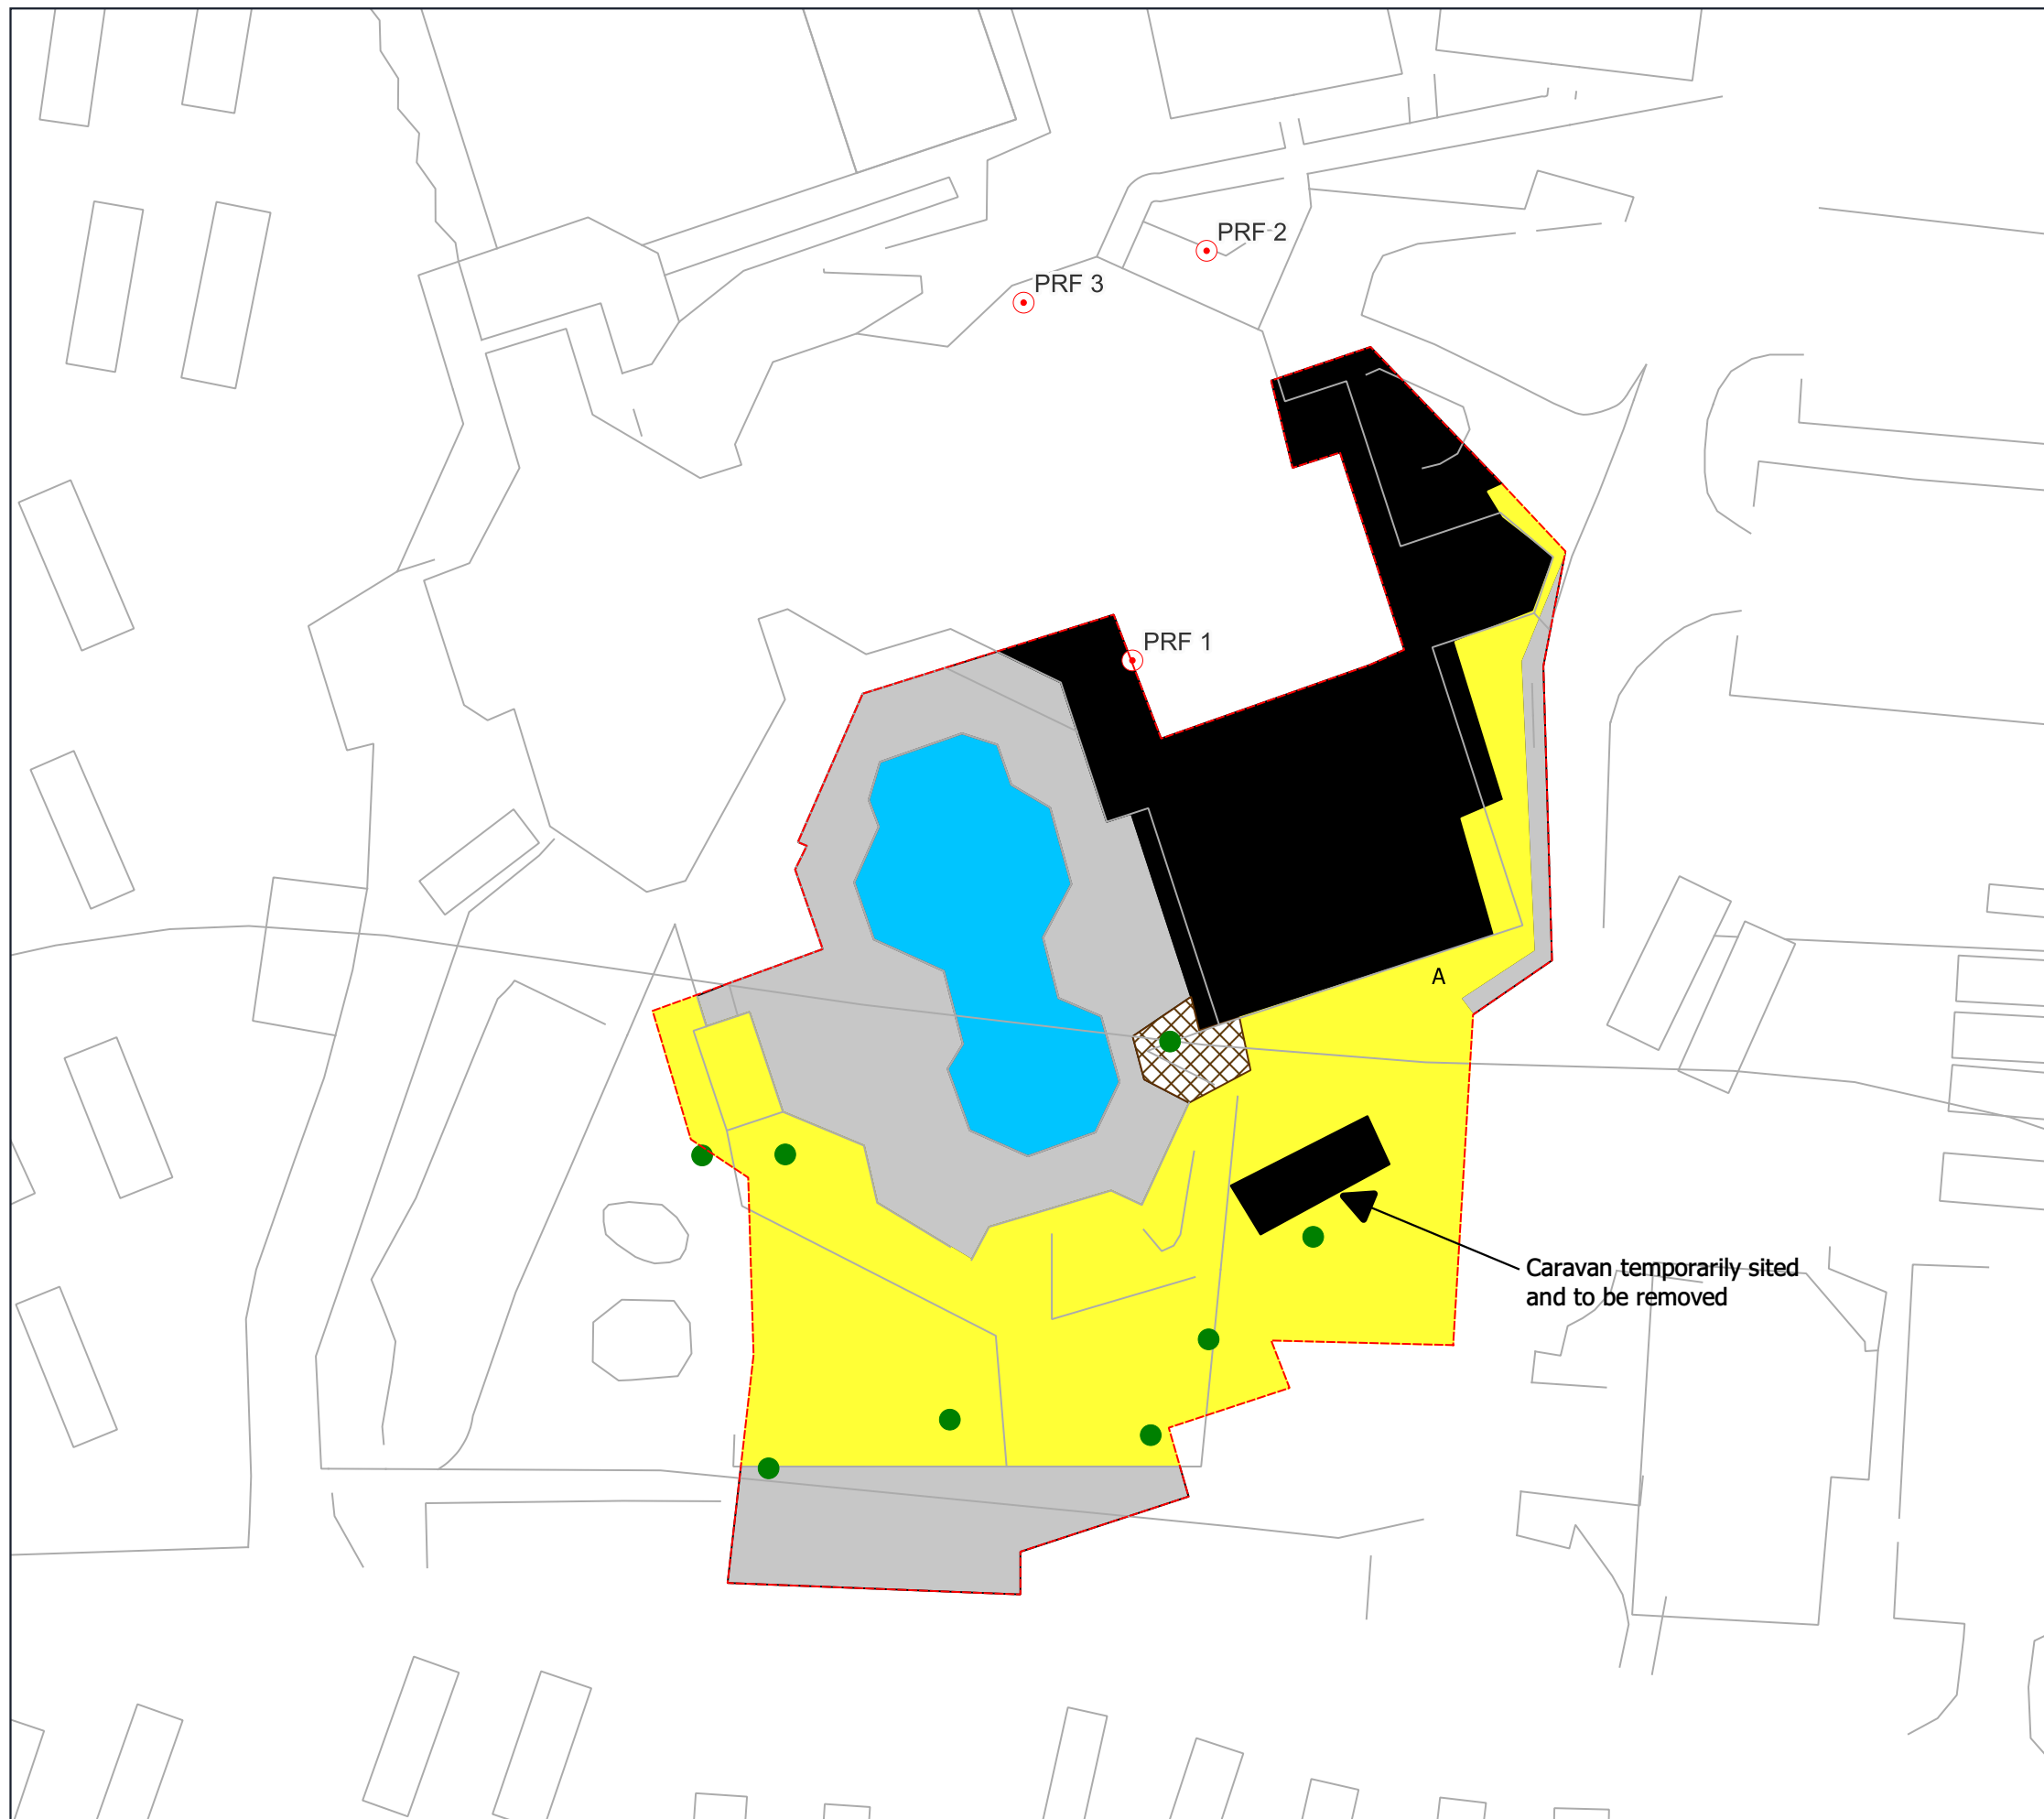 PRF 2
PRF 3
PRF 1
A
Caravan temporarily sited
and to be removed